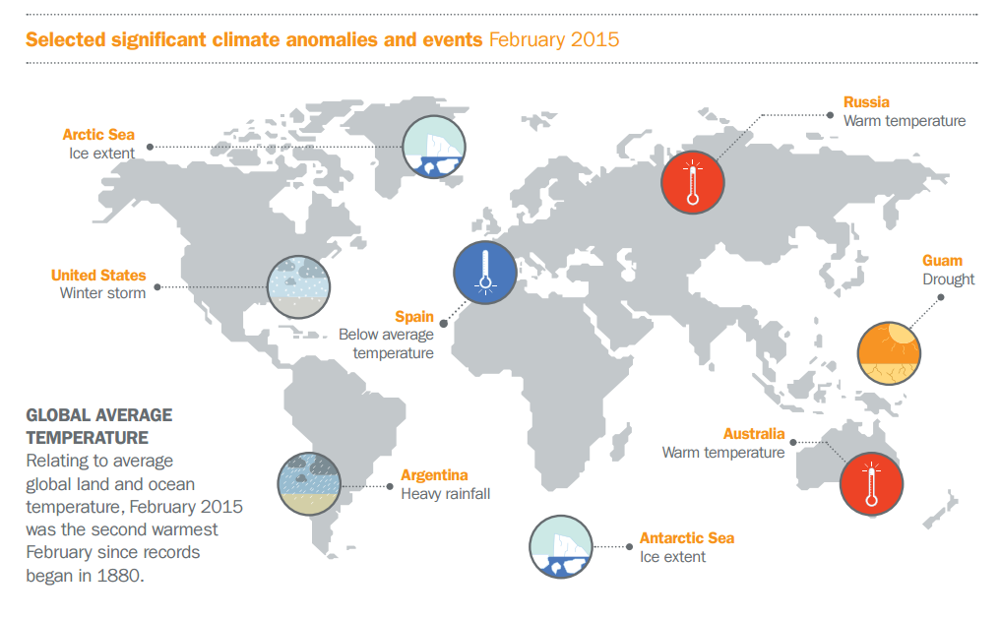 Selected significant climate anomalies and events February 2015
Russia
Warm temperature
Arctic Sea
Ice extent
United States
Winter storm
Guam
Drought
Spain
Below average
temperature
GLOBAL AVERAGE
TEMPERATURE
Relating to average
global land and ocean
temperature, February 2015
was the second warmest
February since records
began in 1880.
Australia
Warm temperature
Argentina
Heavy rainfall
Antarctic Sea
Ice extent